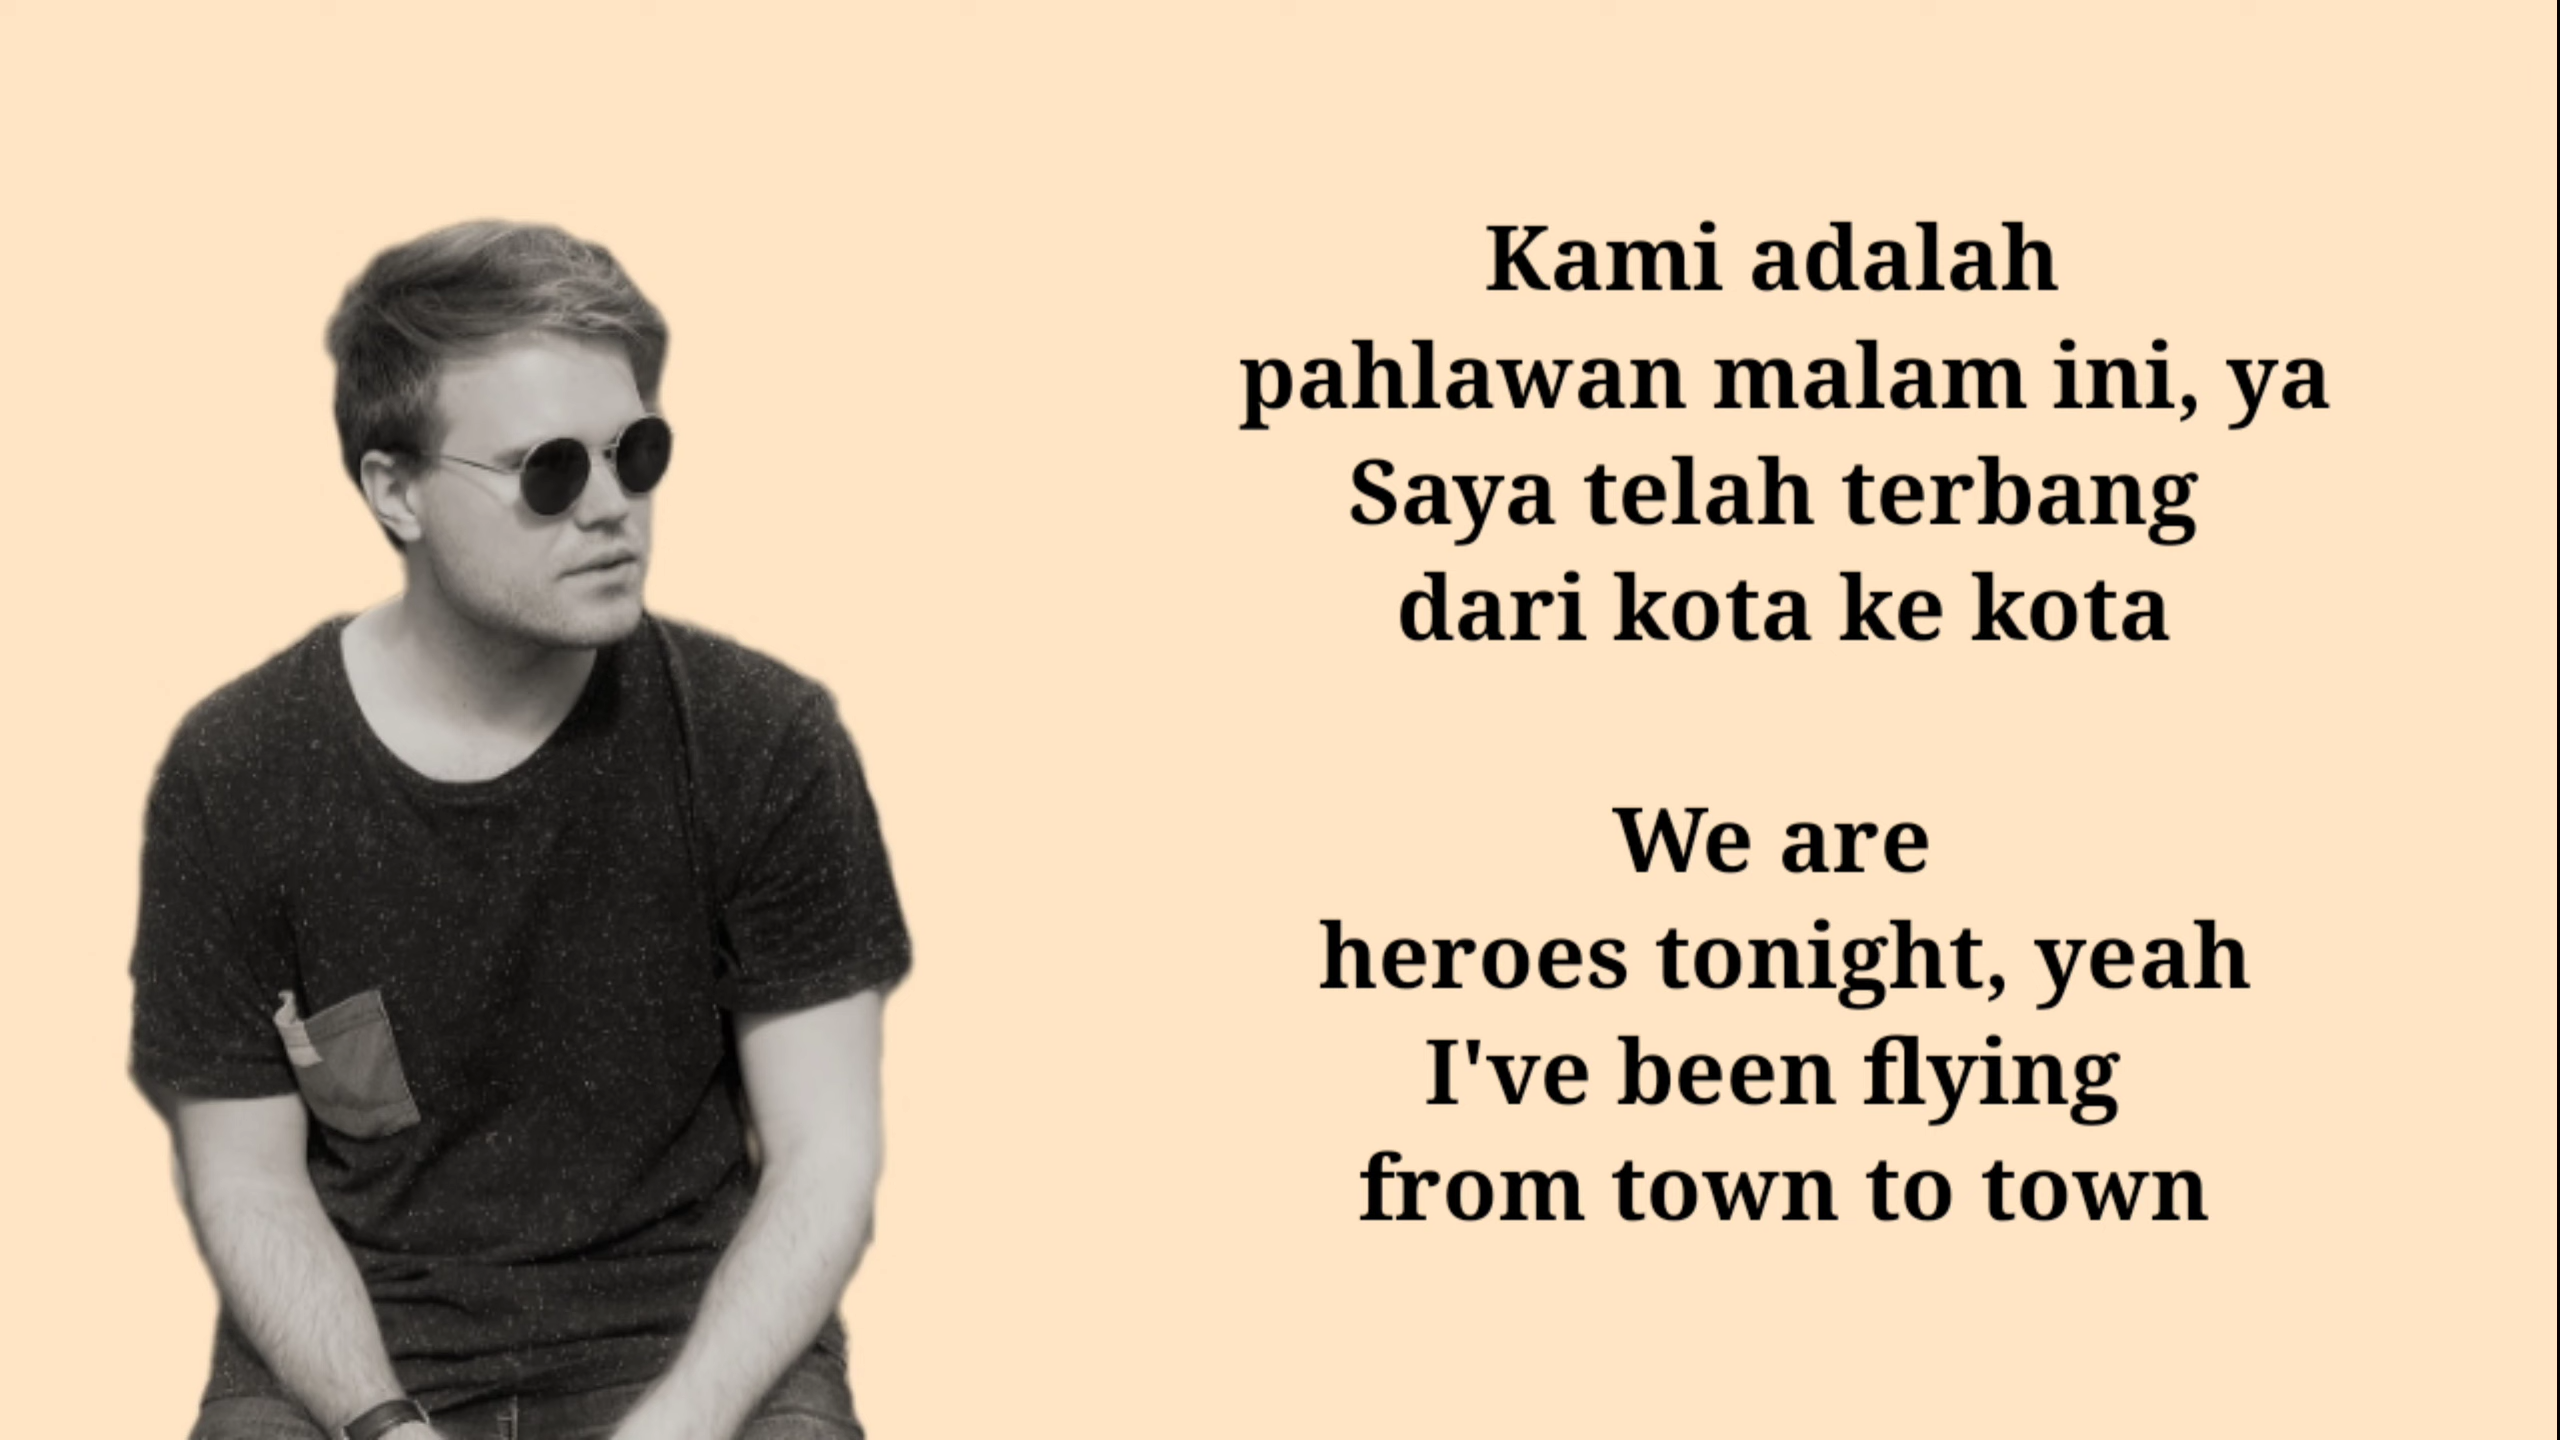 Kami adalah
pahlawan malam ini, ya
Saya telah terbang
dari kota ke kota
We are
heroes tonight, yeah
I've been flying
from town to town